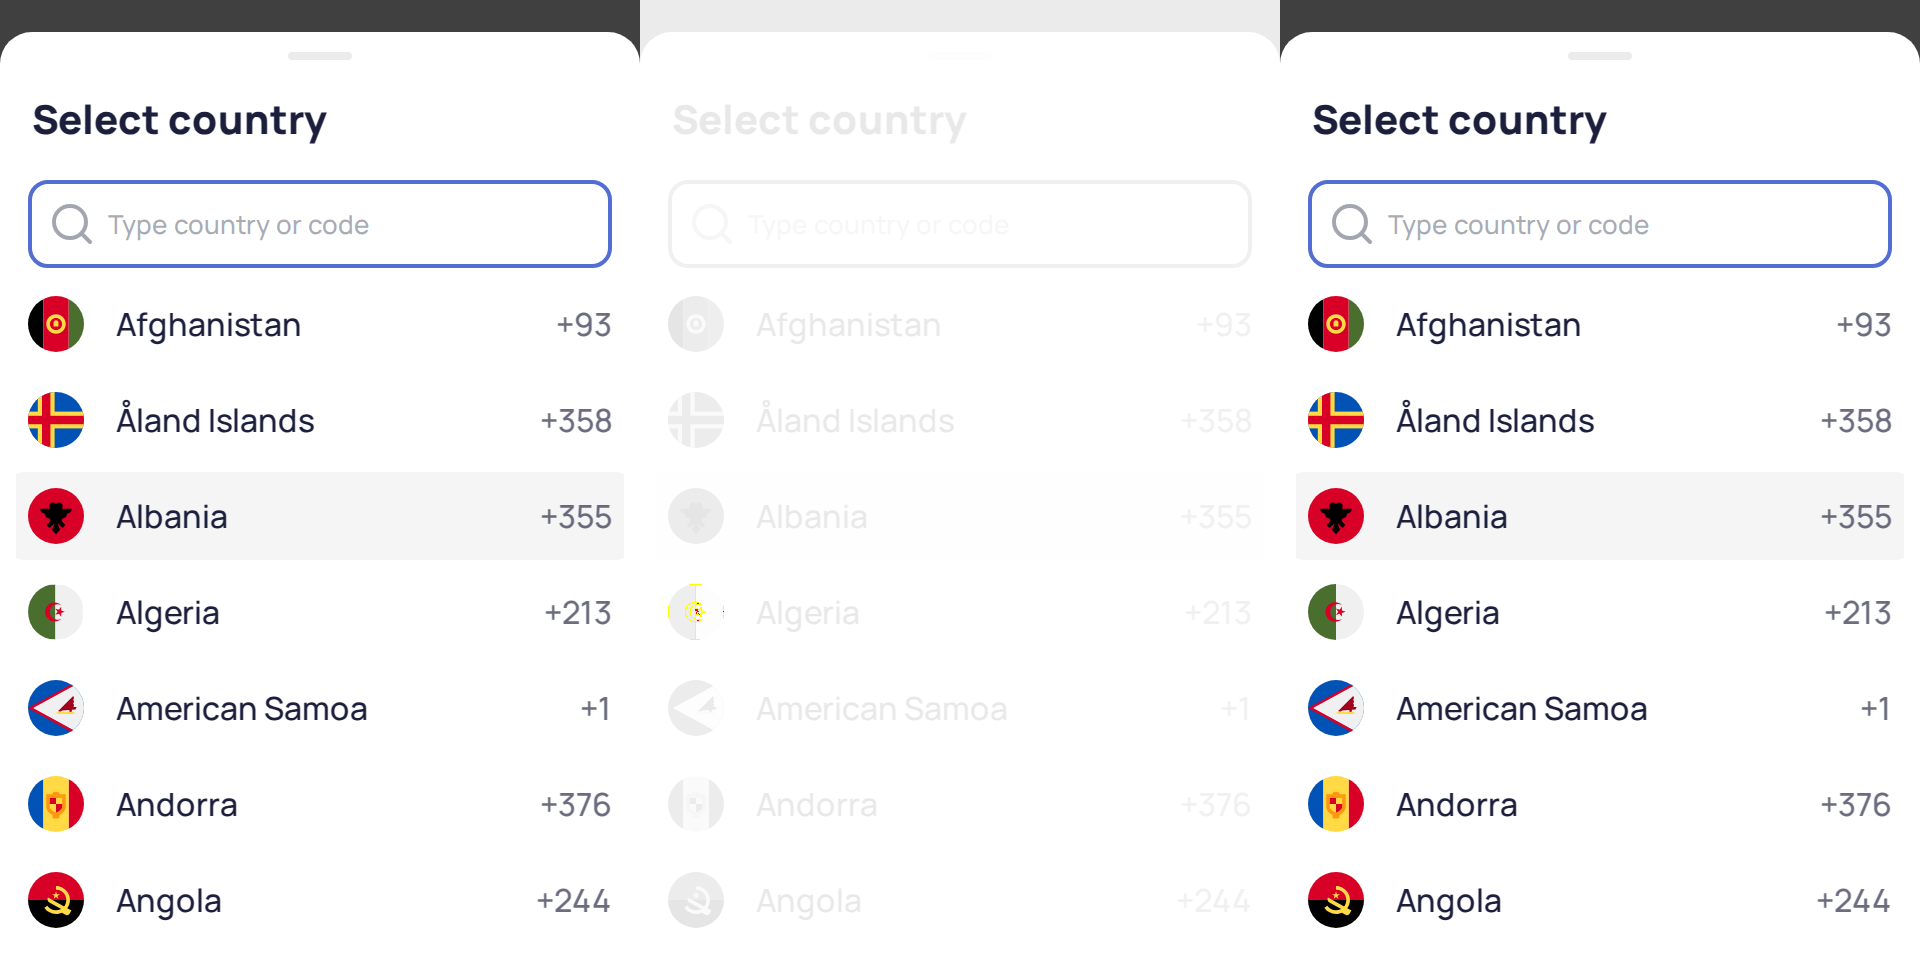 Select country
Type country or code
Afghanistan +93
Åland Islands +358
Albania +355
Algeria +213
American Samoa +1
Andorra +376
Angola +244
Select country
Type country or code
Afghanistan +93
Åland Islands +358
Albania +355
Algeria +213
American Samoa +1
Andorra +376
Angola +244
Select country
Type country or code
Afghanistan +93
Åland Islands +358
Albania +355
Algeria +213
American Samoa +1
Andorra +376
Angola +244